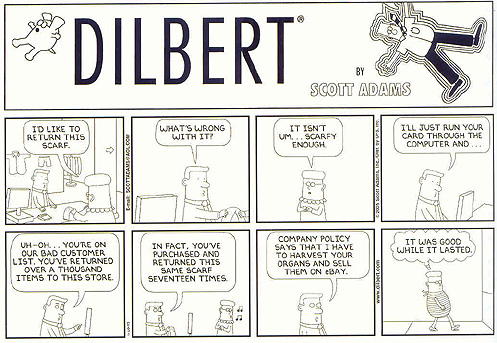 DILBERT®
BY
SCOTT ADAMS
I'D LIKE TO
RETURN THIS
SCARF.
WHAT'S WRONG
WITH IT?
IT ISN'T
UM... SCARFY
ENOUGH.
I'LL JUST RUN YOUR
CARD THROUGH THE
COMPUTER AND...
UH-OH... YOU'RE ON
OUR BAD CUSTOMER
LIST. YOU'VE RETURNED
OVER A THOUSAND
ITEMS TO THIS STORE.
IN FACT, YOU'VE
PURCHASED AND
RETURNED THIS
SAME SCARF
SEVENTEEN TIMES.
COMPANY POLICY
SAYS THAT I HAVE
TO HARVEST YOUR
ORGANS AND SELL
THEM ON eBAY.
www.dilbert.com
IT WAS GOOD
WHILE IT LASTED.